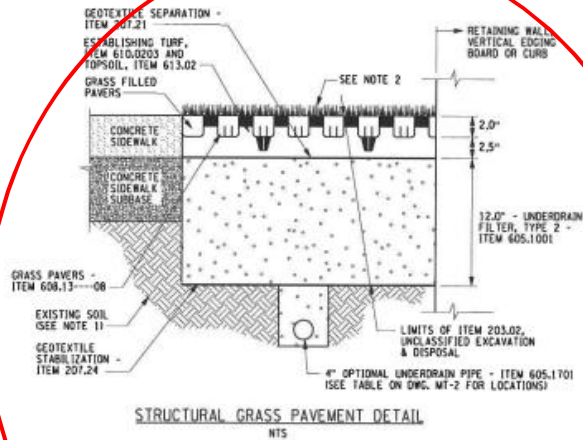 GEOTEXTILE SEPARATION -
ITEM 207.21
ESTABLISHING TURF,
ITEM 610.0203 AND
TOPSOIL, ITEM 613.02
GRASS FILLED
PAVERS
SEE NOTE 2
RETAINING WALL,
VERTICAL EDGING
BOARD OR CURB
CONCRETE
SIDEWALK
2.0"
2.5"
CONCRETE
SIDEWALK
SUBBASE
12.0" - UNDERDRAIN
FILTER, TYPE 2 -
ITEM 605.1001
GRASS PAVERS -
ITEM 608.13----08
EXISTING SOIL
(SEE NOTE 1)
GEOTEXTILE
STABILIZATION -
ITEM 207.24
LIMITS OF ITEM 203.02,
UNCLASSIFIED EXCAVATION
& DISPOSAL
4" OPTIONAL UNDERDRAIN PIPE - ITEM 605.1701
(SEE TABLE ON DWG. MT-2 FOR LOCATIONS)
STRUCTURAL GRASS PAVEMENT DETAIL
NTS